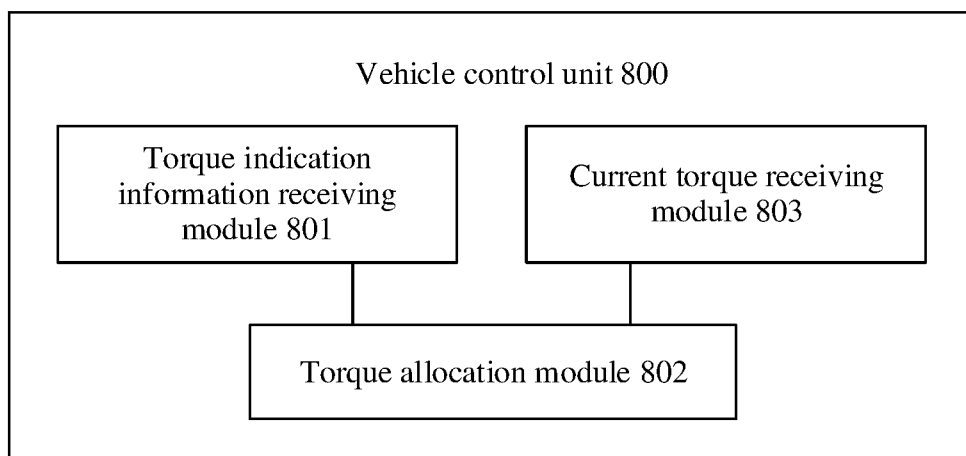 Vehicle control unit 800
Torque indication
information receiving
module 801
Current torque receiving
module 803
Torque allocation module 802